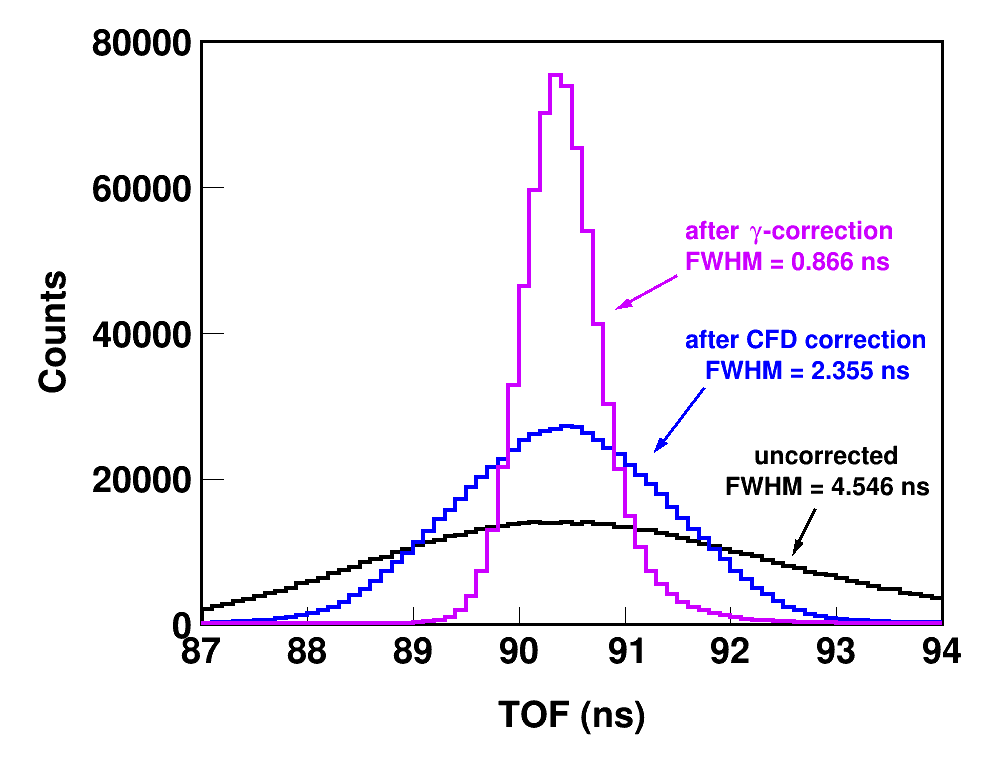 80000
60000
40000
20000
0
Counts
after γ-correction
FWHM = 0.866 ns
after CFD correction
FWHM = 2.355 ns
uncorrected
FWHM = 4.546 ns
87 88 89 90 91 92 93 94
TOF (ns)